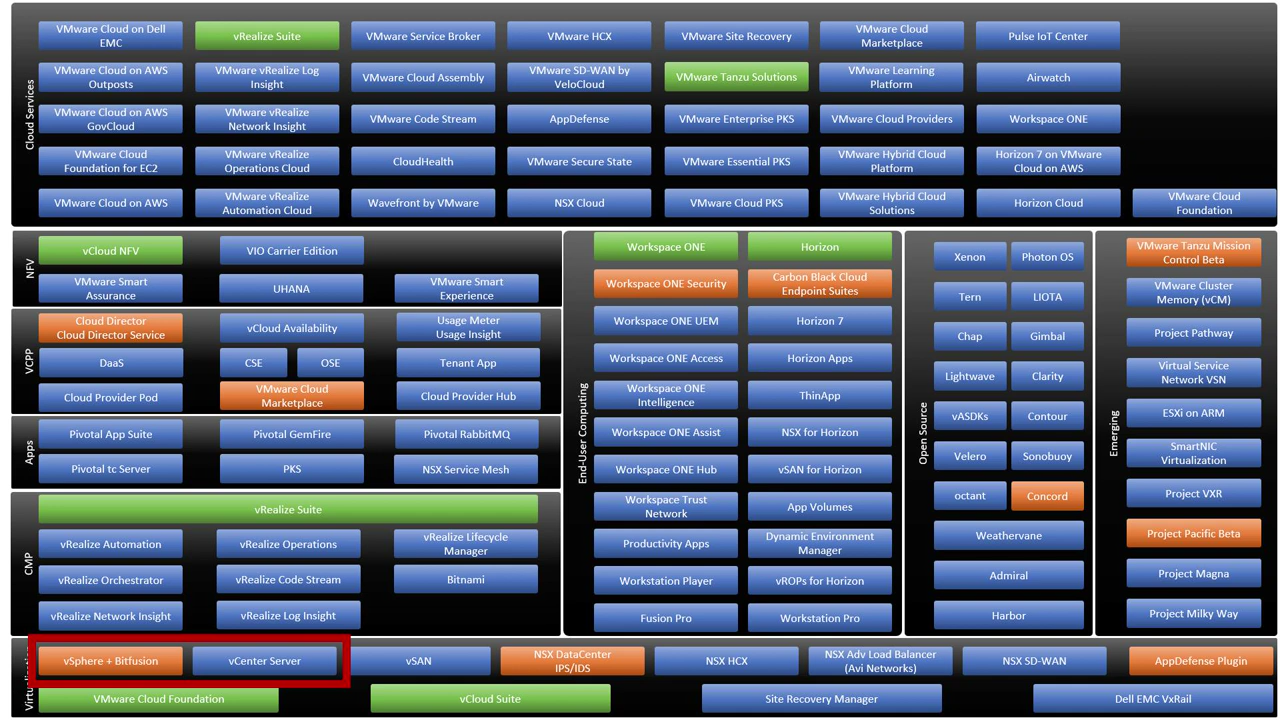 VMware Cloud on Dell
EMC
vRealize Suite
VMware Service Broker
VMware HCX
VMware Site Recovery
VMware Cloud
Marketplace
Pulse IoT Center
VMware Cloud on AWS
Outposts
VMware vRealize Log
Insight
VMware Cloud Assembly
VMware SD-WAN by
VeloCloud
VMware Tanzu Solutions
VMware Learning
Platform
Airwatch
Cloud Services
VMware Cloud on AWS
GovCloud
VMware vRealize
Network Insight
VMware Code Stream
AppDefense
VMware Enterprise PKS
VMware Cloud Providers
Workspace ONE
VMware Cloud
Foundation for EC2
VMware vRealize
Operations Cloud
CloudHealth
VMware Secure State
VMware Essential PKS
VMware Hybrid Cloud
Platform
Horizon 7 on VMware
Cloud on AWS
VMware Cloud on AWS
VMware vRealize
Automation Cloud
Wavefront by VMware
NSX Cloud
VMware Cloud PKS
VMware Hybrid Cloud
Solutions
Horizon Cloud
VMware Cloud
Foundation
NFV
vCloud NFV
VIO Carrier Edition
VMware Smart
Assurance
UHANA
VMware Smart
Experience
VCPP
Cloud Director
Cloud Director Service
vCloud Availability
Usage Meter
Usage Insight
DaaS
CSE
OSE
Tenant App
Cloud Provider Pod
VMware Cloud
Marketplace
Cloud Provider Hub
Apps
Pivotal App Suite
Pivotal GemFire
Pivotal RabbitMQ
Pivotal tc Server
PKS
NSX Service Mesh
CMP
vRealize Suite
vRealize Automation
vRealize Operations
vRealize Lifecycle
Manager
vRealize Orchestrator
vRealize Code Stream
Bitnami
vRealize Network Insight
vRealize Log Insight
End-User Computing
Workspace ONE
Horizon
Workspace ONE Security
Carbon Black Cloud
Endpoint Suites
Workspace ONE UEM
Horizon 7
Workspace ONE Access
Horizon Apps
Workspace ONE
Intelligence
ThinApp
Workspace ONE Assist
NSX for Horizon
Workspace ONE Hub
vSAN for Horizon
Workspace Trust
Network
App Volumes
Productivity Apps
Dynamic Environment
Manager
Workstation Player
vROPs for Horizon
Fusion Pro
Workstation Pro
Open Source
Xenon
Photon OS
Tern
LIOTA
Chap
Gimbal
Lightwave
Clarity
vASDKs
Contour
Velero
Sonobuoy
octant
Concord
Weathervane
Admiral
Harbor
Emerging
VMware Tanzu Mission
Control Beta
VMware Cluster
Memory (vCM)
Project Pathway
Virtual Service
Network VSN
ESXi on ARM
SmartNIC
Virtualization
Project VXR
Project Pacific Beta
Project Magna
Project Milky Way
vSphere + Bitfusion
vCenter Server
vSAN
NSX DataCenter
IPS/IDS
NSX HCX
NSX Adv Load Balancer
(Avi Networks)
NSX SD-WAN
AppDefense Plugin
VMware Cloud Foundation
vCloud Suite
Site Recovery Manager
Dell EMC VxRail